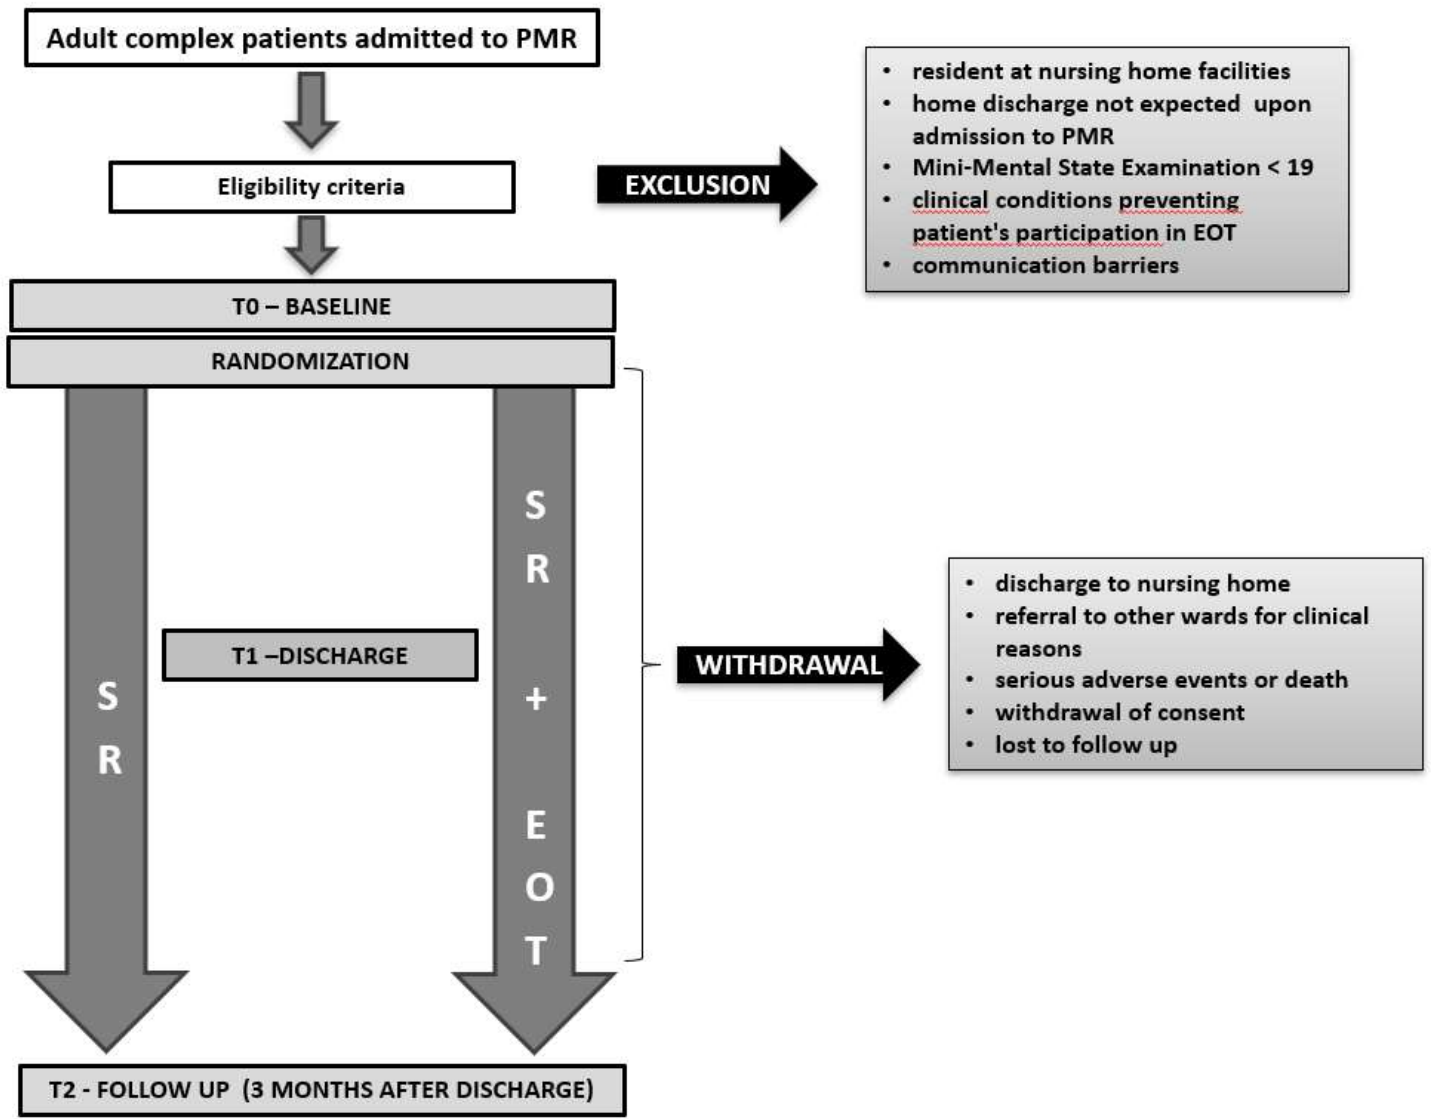 Adult complex patients admitted to PMR
Eligibility criteria
EXCLUSION
• resident at nursing home facilities
• home discharge not expected upon
admission to PMR
• Mini-Mental State Examination < 19
• clinical conditions preventing
patient's participation in EOT
• communication barriers
T0 – BASELINE
RANDOMIZATION
S
R
T1 –DISCHARGE
S
R
+
E
O
T
WITHDRAWAL
• discharge to nursing home
• referral to other wards for clinical
reasons
• serious adverse events or death
• withdrawal of consent
• lost to follow up
T2 - FOLLOW UP (3 MONTHS AFTER DISCHARGE)